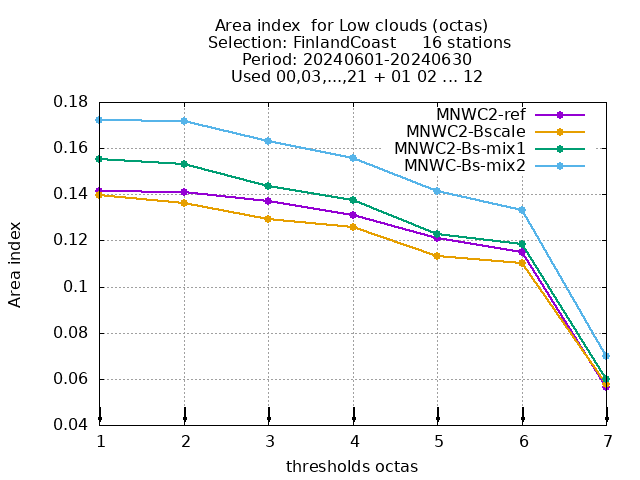 Area index  for Low clouds (octas)
Selection: FinlandCoast     16 stations
Period: 20240601-20240630
Used 00,03,...,21 + 01 02 ... 12
MNWC2-ref
MNWC2-Bscale
MNWC2-Bs-mix1
MNWC-Bs-mix2
0.18
0.16
0.14
0.12
0.1
0.08
0.06
0.04
Area index
1 2 3 4 5 6 7
thresholds octas